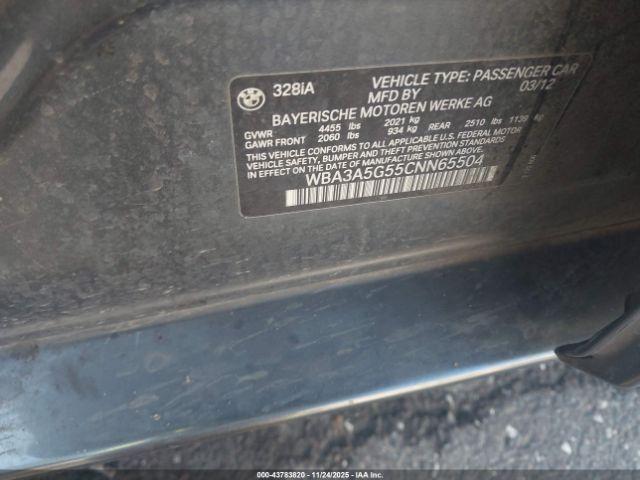 328iA VEHICLE TYPE: PASSENGER CAR
MFD BY 03/12
BAYERISCHE MOTOREN WERKE AG
GVWR 4455 lbs 2021 kg
GAWR FRONT 2060 lbs 934 kg REAR 2510 lbs 1139 kg
THIS VEHICLE CONFORMS TO ALL APPLICABLE U.S. FEDERAL MOTOR
VEHICLE SAFETY, BUMPER AND THEFT PREVENTION STANDARDS
IN EFFECT ON THE DATE OF MANUFACTURE SHOWN ABOVE.
WBA3A5G55CNN65504
000-43783820 - 11/24/2025 - IAAI.COM